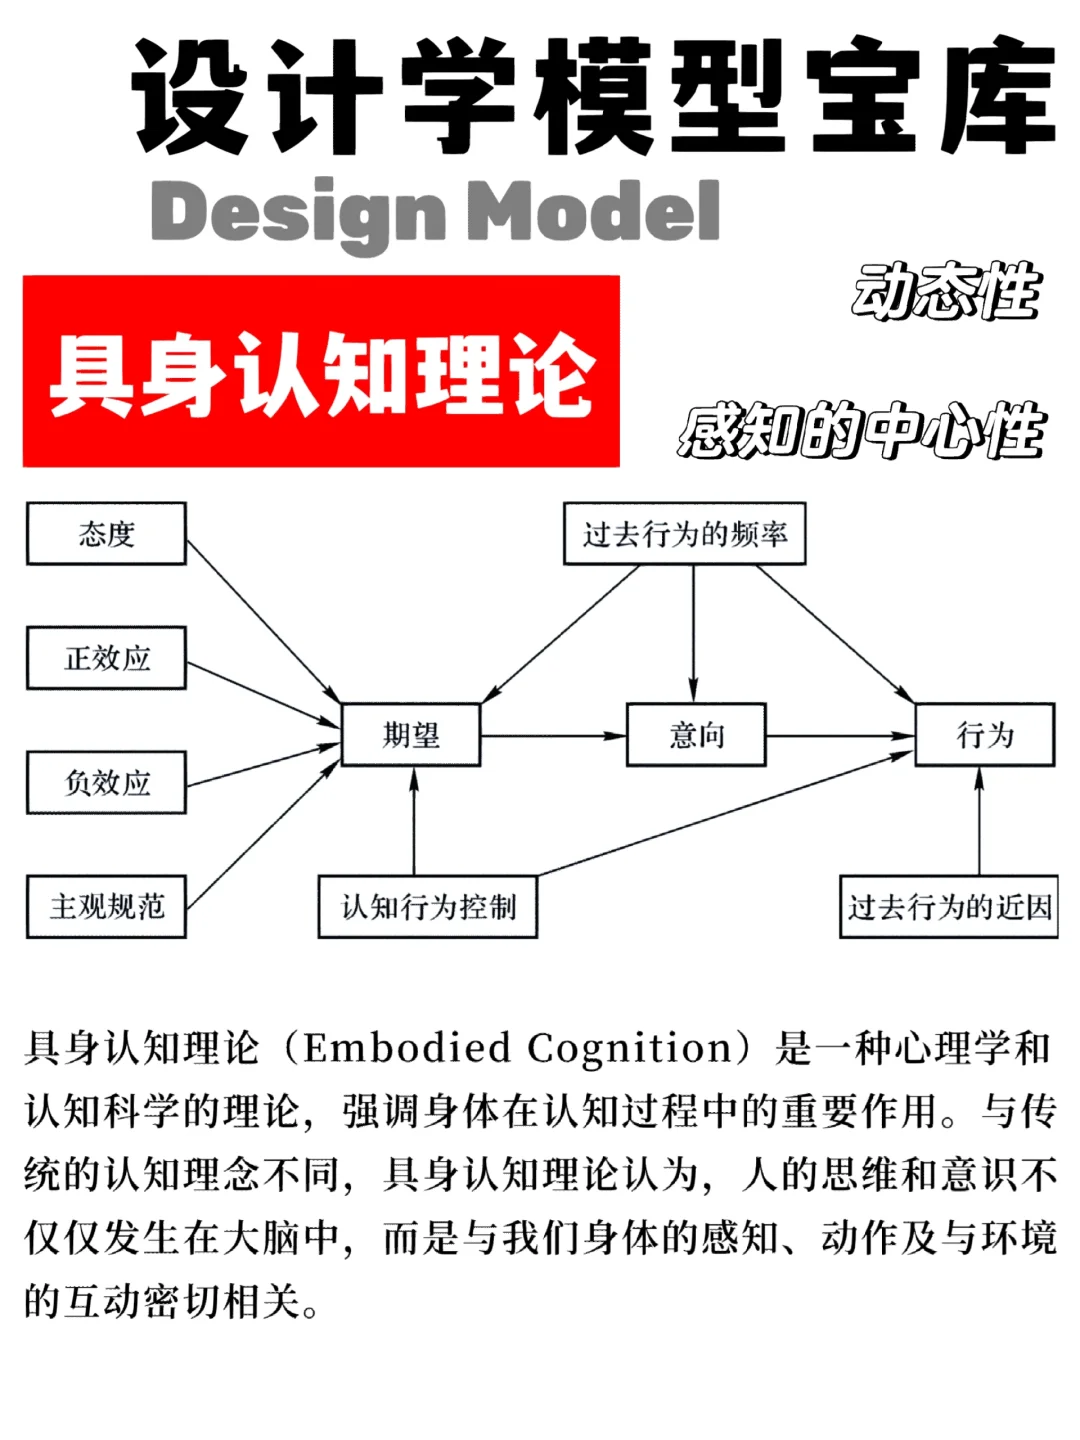 设计学模型宝库
Design Model
动态性
具身认知理论
感知的中心性
态度
过去行为的频率
正效应
期望
意向
行为
负效应
主观规范
认知行为控制
过去行为的近因
具身认知理论（Embodied Cognition）是一种心理学和
认知科学的理论，强调身体在认知过程中的重要作用。与传
统的认知理念不同，具身认知理论认为，人的思维和意识不
仅仅发生在大脑中，而是与我们身体的感知、动作及与环境
的互动密切相关。